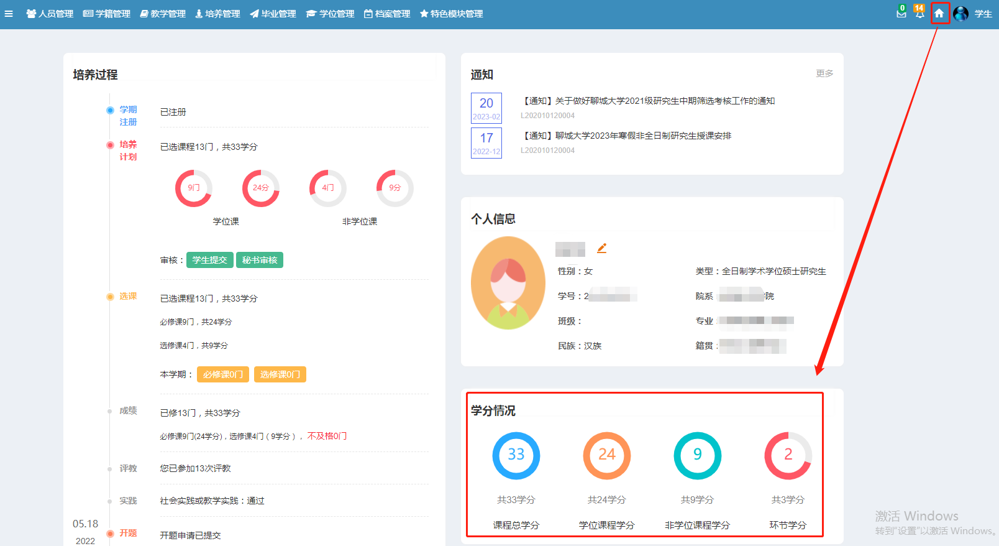 人员管理 学籍管理 教学管理 培养管理 毕业管理 学位管理 档案管理 特色模块管理 0 14 学生
培养过程
学期注册
已注册
培养计划
已选课程13门，共33学分
9门 24分 4门 9分
学位课 非学位课
审核： 学生提交 秘书审核
选课
已选课程13门，共33学分
必修课9门，共24学分
选修课4门，共9学分
本学期： 必修课0门 选修课0门
成绩
已修13门，共33学分
必修课9门(24学分)，选修课4门（9学分）， 不及格0门
评教
您已参加13次评教
实践
社会实践或教学实践：通过
05.18
2022
开题
开题申请已提交
通知 更多
20
2023-02
【通知】关于做好聊城大学2021级研究生中期筛选考核工作的通知
L202010120004
17
2022-12
【通知】聊城大学2023年寒假非全日制研究生授课安排
L202010120004
个人信息
性别：女 类型：全日制学术学位硕士研究生
学号：2 院系 院
班级： 专业
民族：汉族 籍贯：
学分情况
33 24 9 2
共33学分 共24学分 共9学分 共3学分
课程总学分 学位课程学分 非学位课程学分 环节学分
激活 Windows
转到“设置”以激活 Windows。